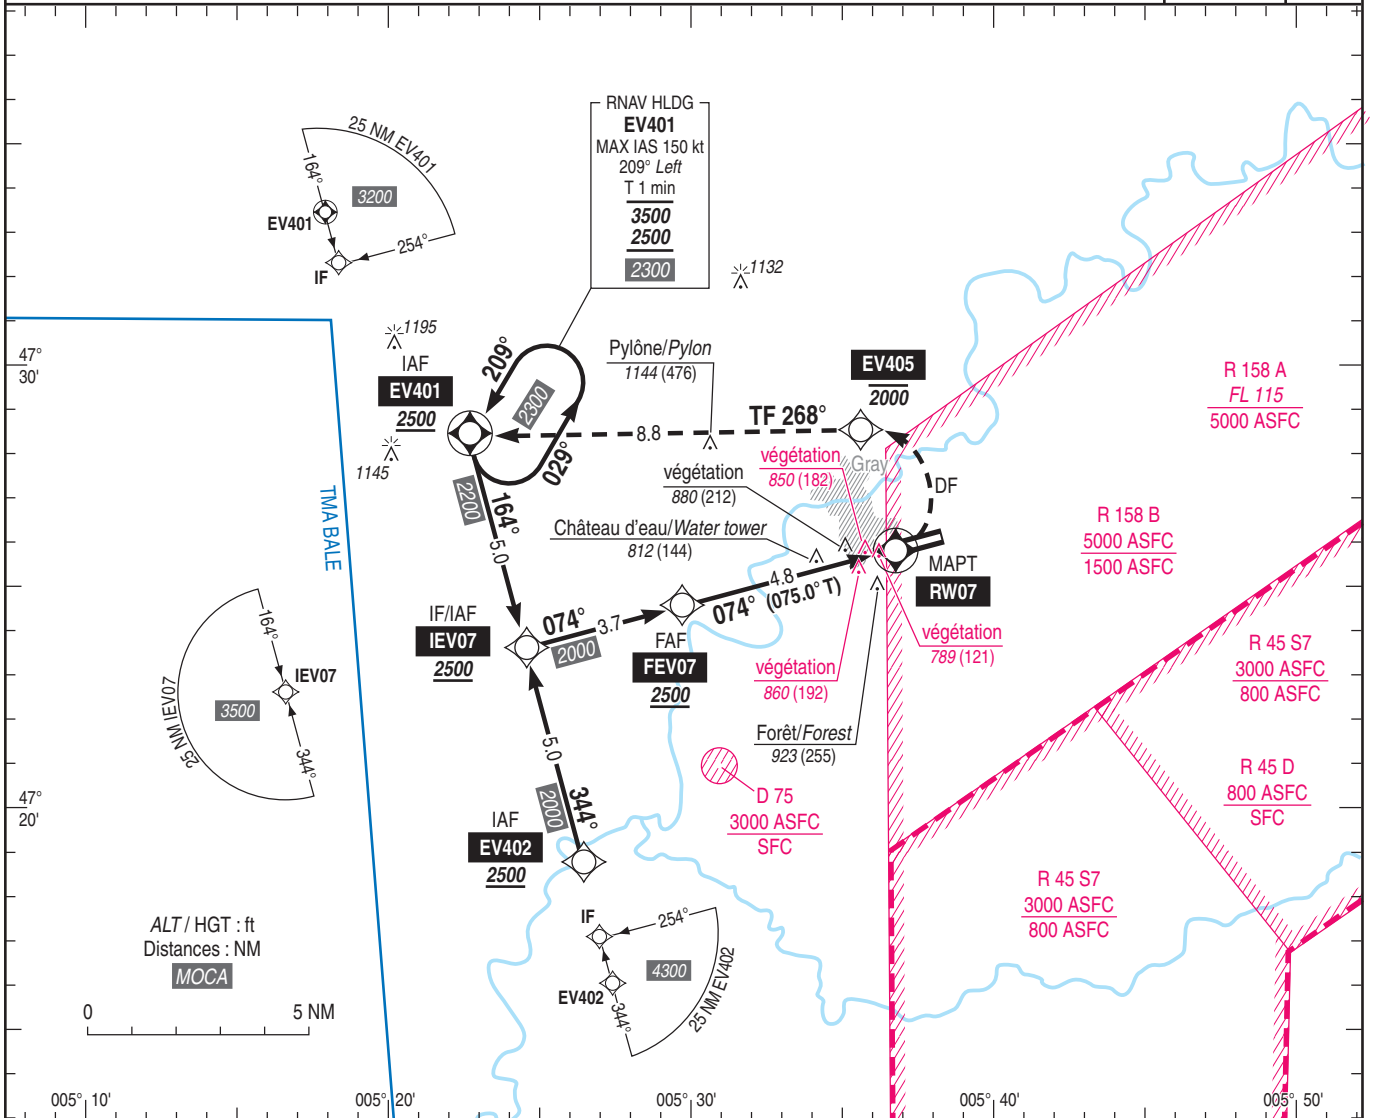 25 NM EV401
164°
3200
EV401
254°
IF
RNAV HLDG
EV401
MAX IAS 150 kt
209° Left
T 1 min
3500
2500
2300
1132
1195
47°
30'
IAF
EV401
2500
209°
2300
029°
Pylône/Pylon
1144 (476)
EV405
2000
TF 268°
8.8
R 158 A
FL 115
5000 ASFC
1145
TMA BALE
2200
164°
5.0
végétation
850 (182)
Gray
végétation
880 (212)
DF
Château d'eau/Water tower
812 (144)
R 158 B
5000 ASFC
1500 ASFC
MAPT
RW07
4.8
074° (075.0° T)
IF/IAF
IEV07
2500
074°
3.7
2000
FAF
FEV07
2500
végétation
789 (121)
végétation
860 (192)
Forêt/Forest
923 (255)
R 45 S7
3000 ASFC
800 ASFC
164°
IEV07
3500
25 NM IEV07
344°
5.0
2000
344°
D 75
3000 ASFC
SFC
R 45 D
800 ASFC
SFC
47°
20'
IAF
EV402
2500
R 45 S7
3000 ASFC
800 ASFC
IF
254°
4300
EV402
344°
25 NM EV402
ALT / HGT : ft
Distances : NM
MOCA
0 5 NM
005° 10' 005° 20' 005° 30' 005° 40' 005° 50'